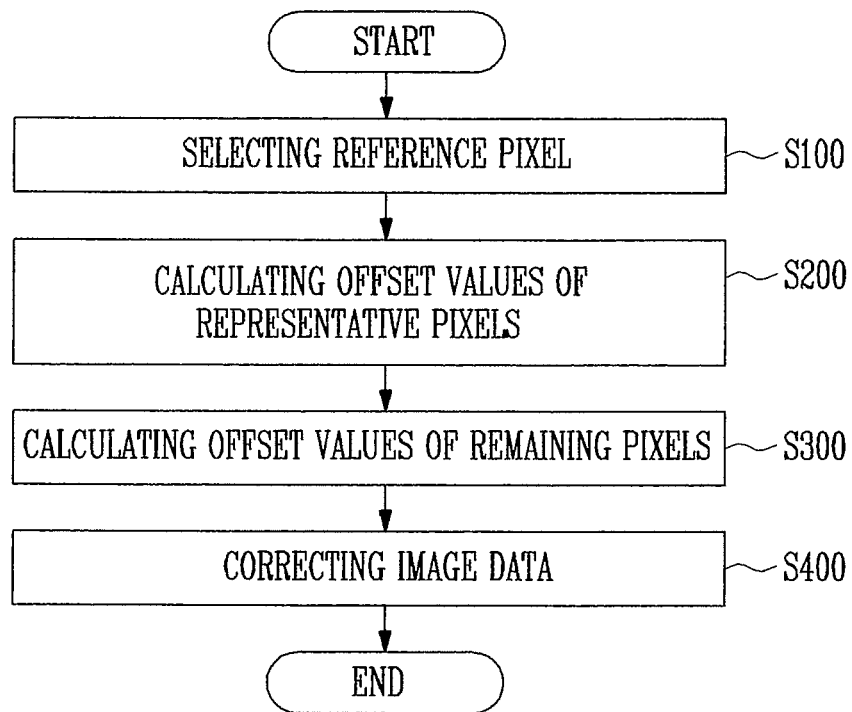 START
SELECTING REFERENCE PIXEL
S100
CALCULATING OFFSET VALUES OF
REPRESENTATIVE PIXELS
S200
CALCULATING OFFSET VALUES OF REMAINING PIXELS
S300
CORRECTING IMAGE DATA
S400
END